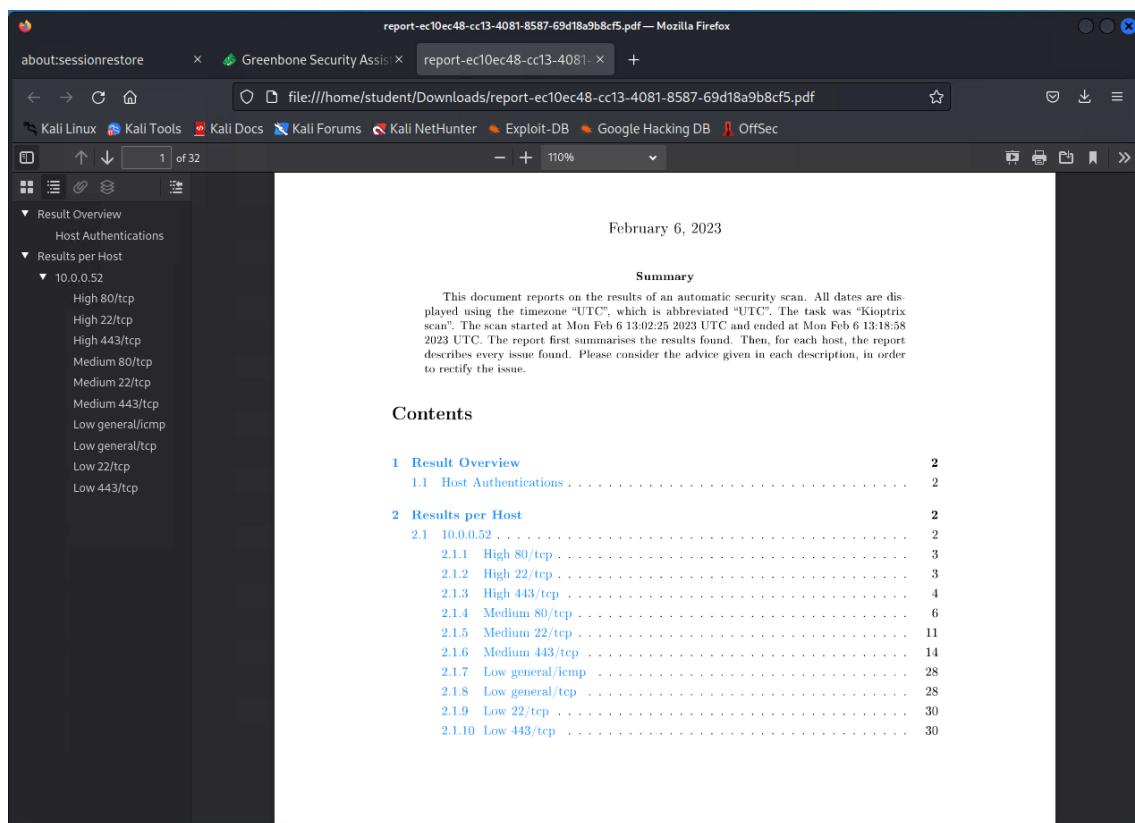 report-ec10ec48-cc13-4081-8587-69d18a9b8cf5.pdf — Mozilla Firefox
about:sessionrestore
Greenbone Security Assis
report-ec10ec48-cc13-4081-
file:///home/student/Downloads/report-ec10ec48-cc13-4081-8587-69d18a9b8cf5.pdf
Kali Linux Kali Tools Kali Docs Kali Forums Kali NetHunter Exploit-DB Google Hacking DB OffSec
1 of 32
110%
Result Overview
Host Authentications
Results per Host
10.0.0.52
High 80/tcp
High 22/tcp
High 443/tcp
Medium 80/tcp
Medium 22/tcp
Medium 443/tcp
Low general/icmp
Low general/tcp
Low 22/tcp
Low 443/tcp
February 6, 2023
Summary
This document reports on the results of an automatic security scan. All dates are dis-
played using the timezone “UTC”, which is abbreviated “UTC”. The task was “Kioptrix
scan”. The scan started at Mon Feb 6 13:02:25 2023 UTC and ended at Mon Feb 6 13:18:58
2023 UTC. The report first summarises the results found. Then, for each host, the report
describes every issue found. Please consider the advice given in each description, in order
to rectify the issue.
Contents
1 Result Overview 2
1.1 Host Authentications . . . . . . . . . . . . . . . . . . . . . . . . . . . . . . . . . 2
2 Results per Host 2
2.1 10.0.0.52 . . . . . . . . . . . . . . . . . . . . . . . . . . . . . . . . . . . . . . . . 2
2.1.1 High 80/tcp . . . . . . . . . . . . . . . . . . . . . . . . . . . . . . . . . . 3
2.1.2 High 22/tcp . . . . . . . . . . . . . . . . . . . . . . . . . . . . . . . . . . 3
2.1.3 High 443/tcp . . . . . . . . . . . . . . . . . . . . . . . . . . . . . . . . . 4
2.1.4 Medium 80/tcp . . . . . . . . . . . . . . . . . . . . . . . . . . . . . . . . 6
2.1.5 Medium 22/tcp . . . . . . . . . . . . . . . . . . . . . . . . . . . . . . . . 11
2.1.6 Medium 443/tcp . . . . . . . . . . . . . . . . . . . . . . . . . . . . . . . 14
2.1.7 Low general/icmp . . . . . . . . . . . . . . . . . . . . . . . . . . . . . . 28
2.1.8 Low general/tcp . . . . . . . . . . . . . . . . . . . . . . . . . . . . . . . 28
2.1.9 Low 22/tcp . . . . . . . . . . . . . . . . . . . . . . . . . . . . . . . . . . 30
2.1.10 Low 443/tcp . . . . . . . . . . . . . . . . . . . . . . . . . . . . . . . . . 30